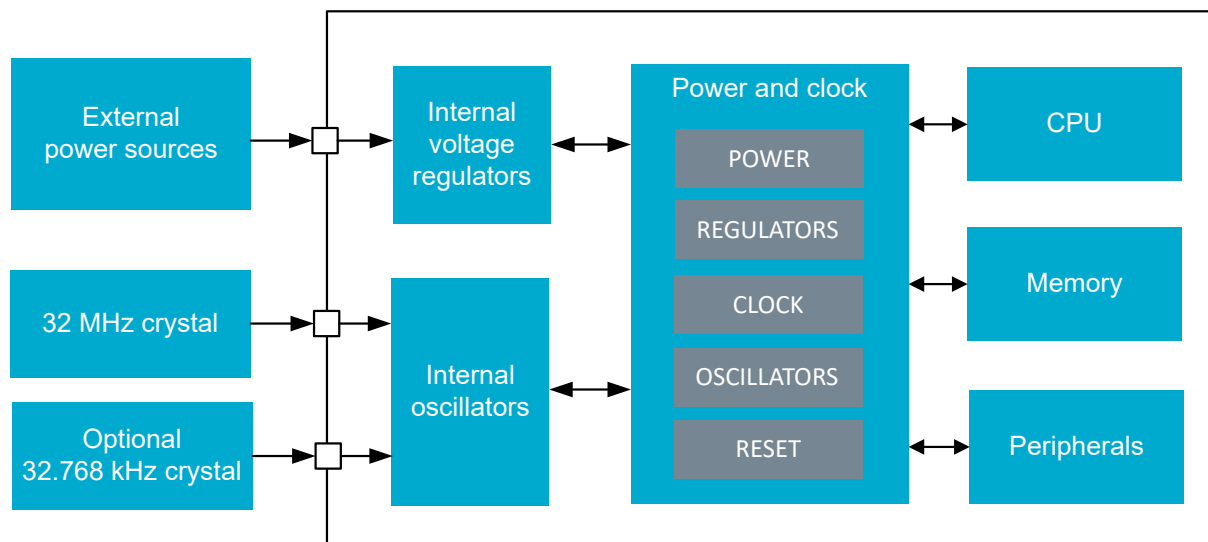 External
power sources
32 MHz crystal
Optional
32.768 kHz crystal
Internal
voltage
regulators
Internal
oscillators
Power and clock
POWER
REGULATORS
CLOCK
OSCILLATORS
RESET
CPU
Memory
Peripherals